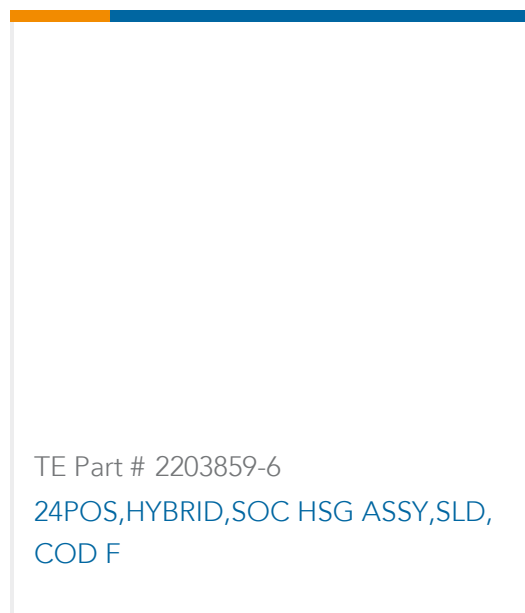 TE Part # 2203859-6
24POS,HYBRID,SOC HSG ASSY,SLD,
COD F